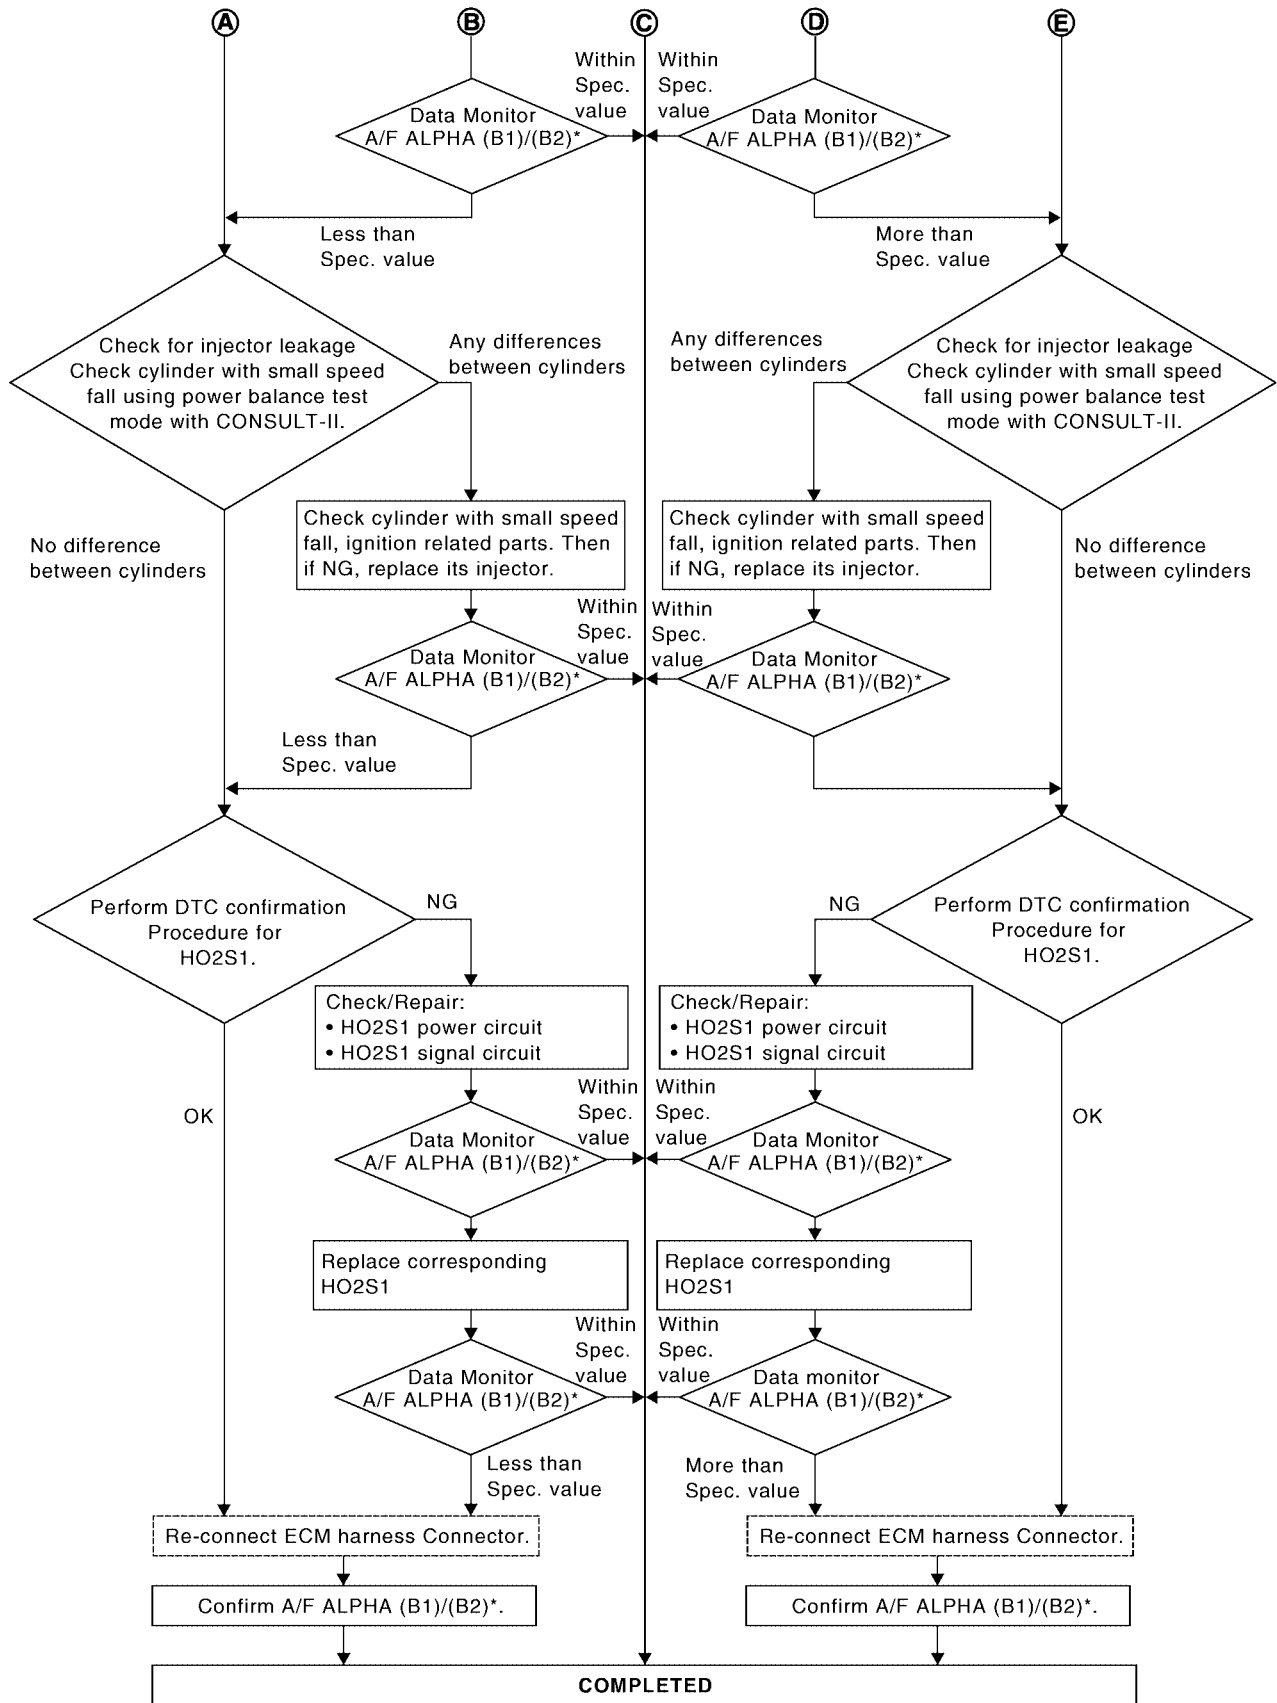 A
B
C
D
E
Within
Spec.
value
Within
Spec.
value
Data Monitor
A/F ALPHA (B1)/(B2)*
Data Monitor
A/F ALPHA (B1)/(B2)*
Less than
Spec. value
More than
Spec. value
Check for injector leakage
Check cylinder with small speed
fall using power balance test
mode with CONSULT-II.
Any differences
between cylinders
Any differences
between cylinders
Check for injector leakage
Check cylinder with small speed
fall using power balance test
mode with CONSULT-II.
No difference
between cylinders
Check cylinder with small speed
fall, ignition related parts. Then
if NG, replace its injector.
Check cylinder with small speed
fall, ignition related parts. Then
if NG, replace its injector.
No difference
between cylinders
Within
Spec.
value
Within
Spec.
value
Data Monitor
A/F ALPHA (B1)/(B2)*
Data Monitor
A/F ALPHA (B1)/(B2)*
Less than
Spec. value
Perform DTC confirmation
Procedure for
HO2S1.
NG
NG
Perform DTC confirmation
Procedure for
HO2S1.
Check/Repair:
• HO2S1 power circuit
• HO2S1 signal circuit
Check/Repair:
• HO2S1 power circuit
• HO2S1 signal circuit
OK
Within
Spec.
value
Within
Spec.
value
OK
Data Monitor
A/F ALPHA (B1)/(B2)*
Data Monitor
A/F ALPHA (B1)/(B2)*
Replace corresponding
HO2S1
Replace corresponding
HO2S1
Within
Spec.
value
Within
Spec.
value
Data Monitor
A/F ALPHA (B1)/(B2)*
Data monitor
A/F ALPHA (B1)/(B2)*
Less than
Spec. value
More than
Spec. value
Re-connect ECM harness Connector.
Re-connect ECM harness Connector.
Confirm A/F ALPHA (B1)/(B2)*.
Confirm A/F ALPHA (B1)/(B2)*.
COMPLETED